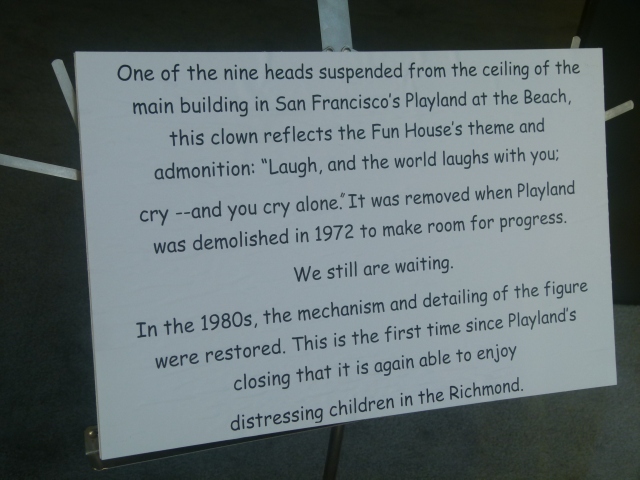 One of the nine heads suspended from the ceiling of the
main building in San Francisco's Playland at the Beach,
this clown reflects the Fun House's theme and
admonition: "Laugh, and the world laughs with you;
cry --and you cry alone." It was removed when Playland
was demolished in 1972 to make room for progress.
We still are waiting.
In the 1980s, the mechanism and detailing of the figure
were restored. This is the first time since Playland's
closing that it is again able to enjoy
distressing children in the Richmond.